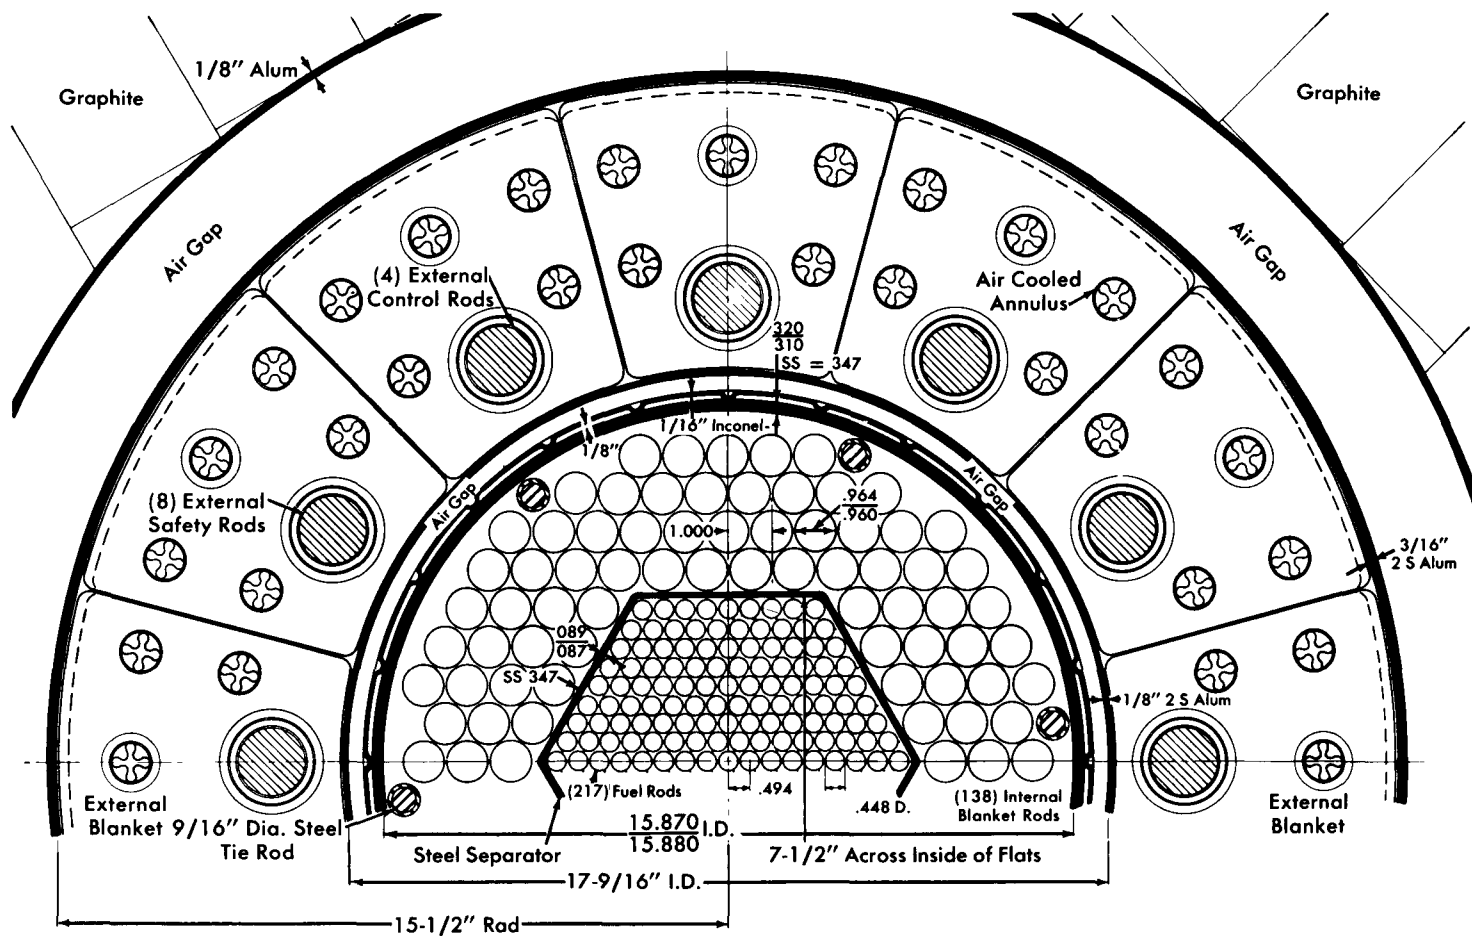 1/8" Alum
Graphite
Graphite
Air Gap
Air Gap
(4) External
Control Rods
Air Cooled
Annulus
320
310
SS = 347
1/16" Inconel
1/8"
(8) External
Safety Rods
Air Gap
Air Gap
.964
.960
1.000
3/16"
2 S Alum
089
087
SS 347
1/8" 2 S Alum
(217) Fuel Rods
.494
.448 D.
(138) Internal
Blanket Rods
External
Blanket
9/16" Dia. Steel
Tie Rod
External
Blanket
15.870
15.880
I.D.
Steel Separator
7-1/2" Across Inside of Flats
17-9/16" I.D.
15-1/2" Rad